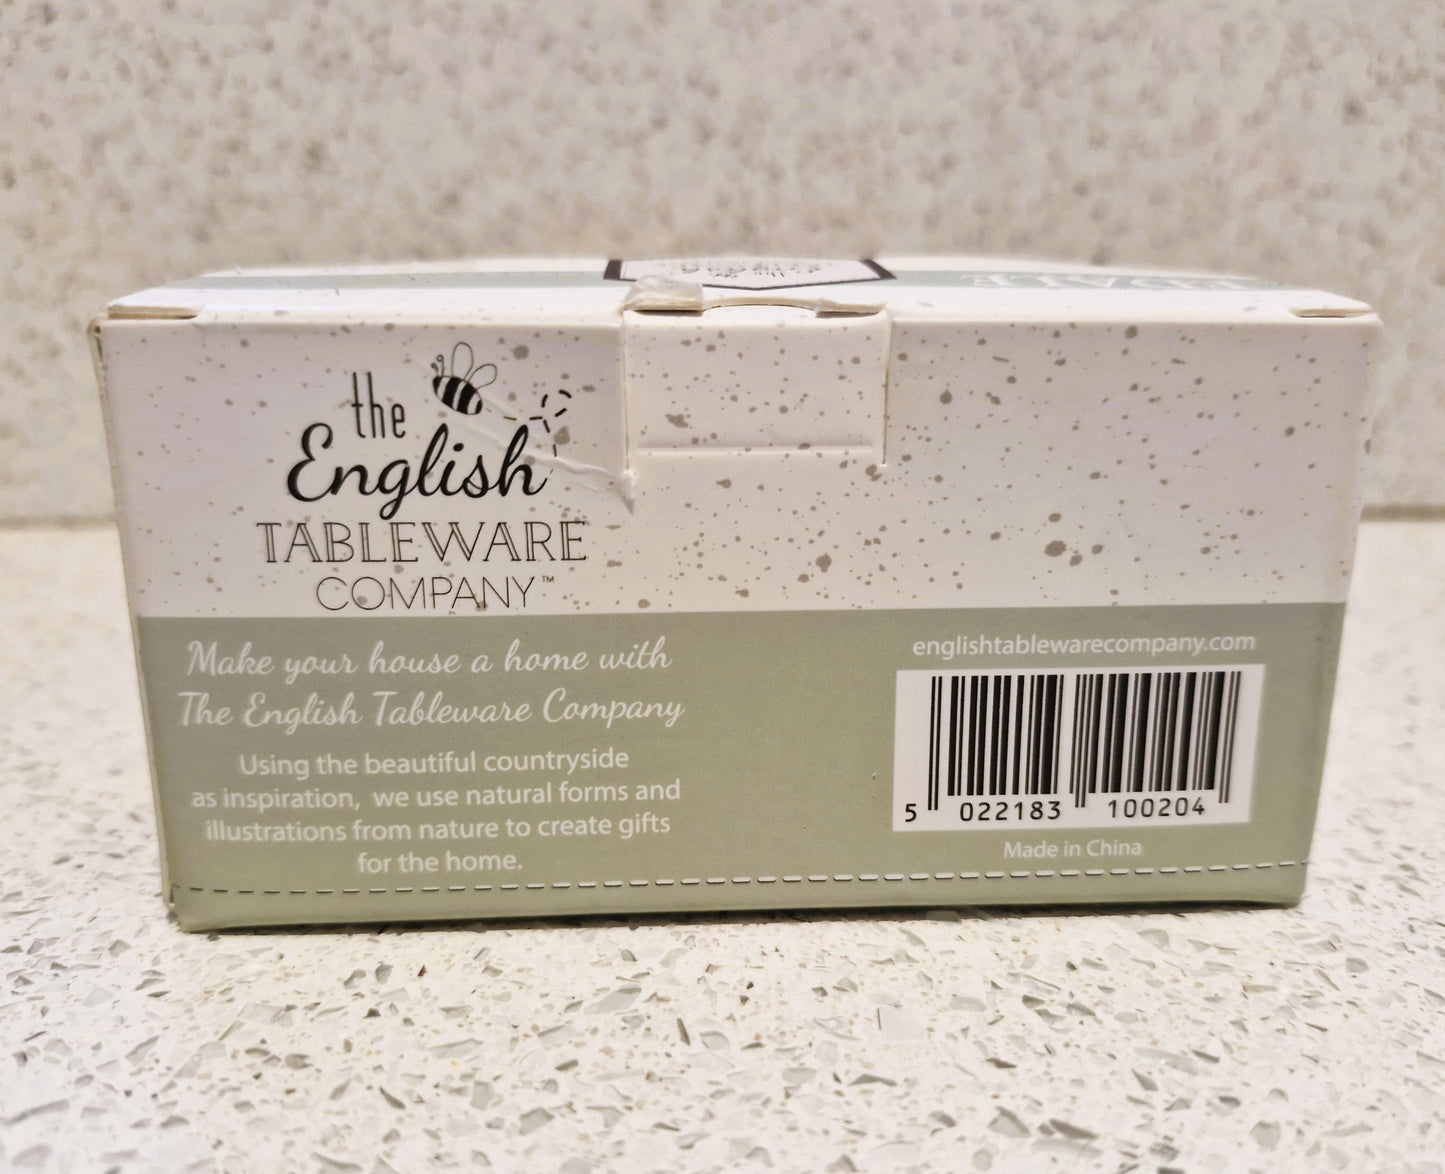 the
English
TABLEWARE
COMPANY™
Make your house a home with
The English Tableware Company
Using the beautiful countryside
as inspiration, we use natural forms and
illustrations from nature to create gifts
for the home.
englishtablewarecompany.com
5 022183 100204
Made in China